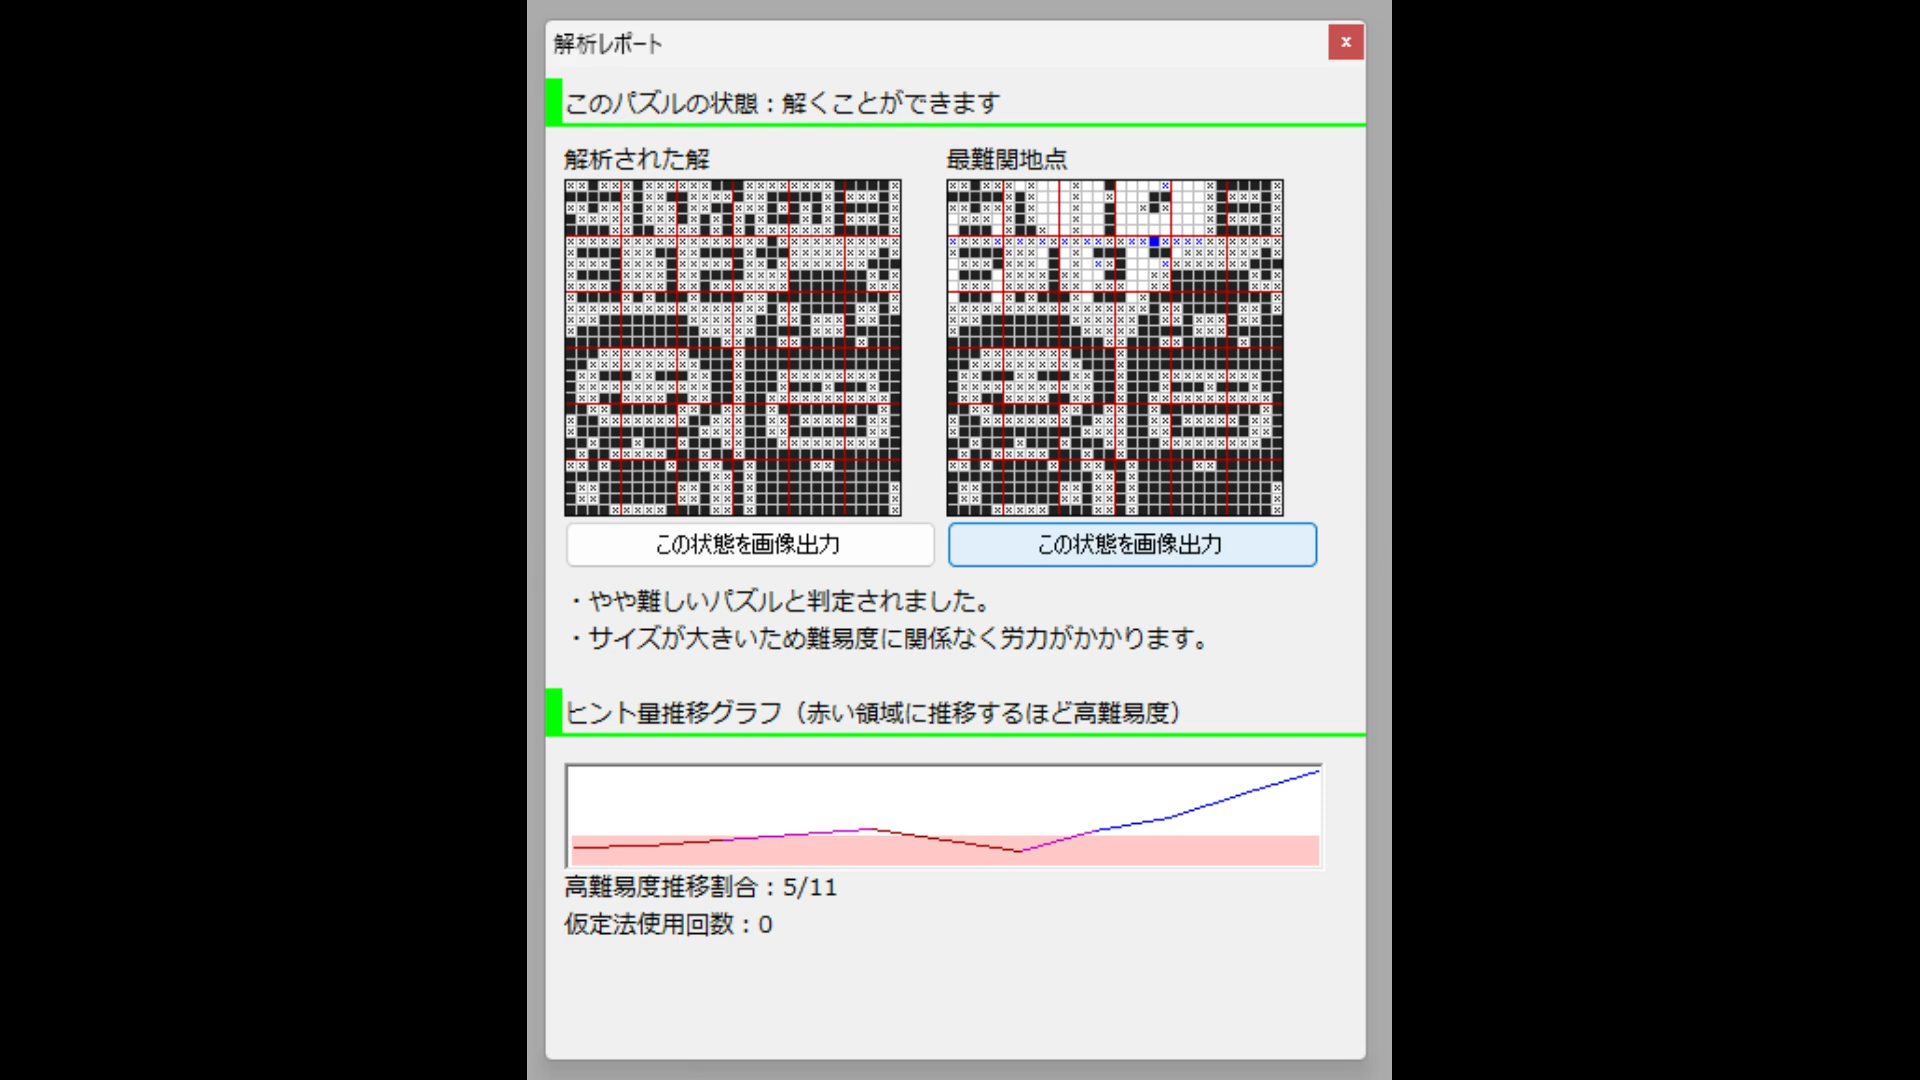 解析レポート
x
このパズルの状態：解くことができます
解析された解
最難関地点
この状態を画像出力
この状態を画像出力
・やや難しいパズルと判定されました。
・サイズが大きいため難易度に関係なく労力がかかります。
ヒント量推移グラフ（赤い領域に推移するほど高難易度）
高難易度推移割合：5/11
仮定法使用回数：0